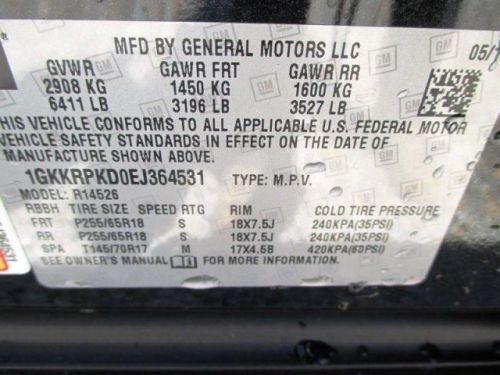 MFD BY GENERAL MOTORS LLC 05/
GVWR GAWR FRT GAWR RR
2908 KG 1450 KG 1600 KG
6411 LB 3196 LB 3527 LB
THIS VEHICLE CONFORMS TO ALL APPLICABLE U.S. FEDERAL MOTOR
VEHICLE SAFETY STANDARDS IN EFFECT ON THE DATE OF
MANUFACTURE SHOWN ABOVE.
1GKKRPKD0EJ364531 TYPE: M.P.V.
MODEL: R14526
RBBH TIRE SIZE SPEED RTG RIM COLD TIRE PRESSURE
FRT P255/65R18 S 18X7.5J 240KPA(35PSI)
RR P255/65R18 S 18X7.5J 240KPA(35PSI)
SPA T145/70R17 M 17X4.5B 420KPA(60PSI)
SEE OWNER'S MANUAL FOR MORE INFORMATION.